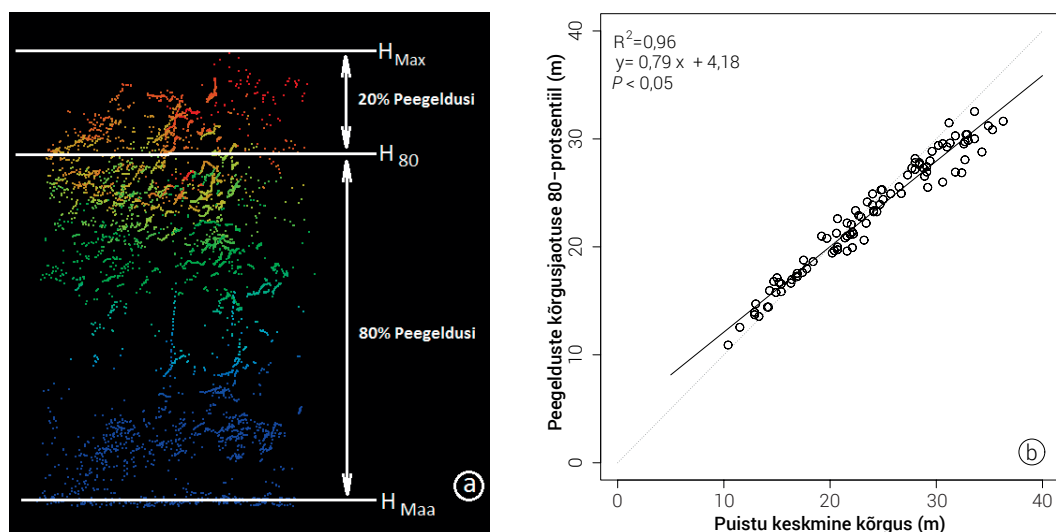 H Max
20% Peegeldusi
H 80
80% Peegeldusi
H Maa
a
R²=0,96
y= 0,79 x + 4,18
P < 0,05
Peegelduste kõrgusjaotuse 80-protsentiil (m)
40
30
20
10
0
0 10 20 30 40
Puistu keskmine kõrgus (m)
b